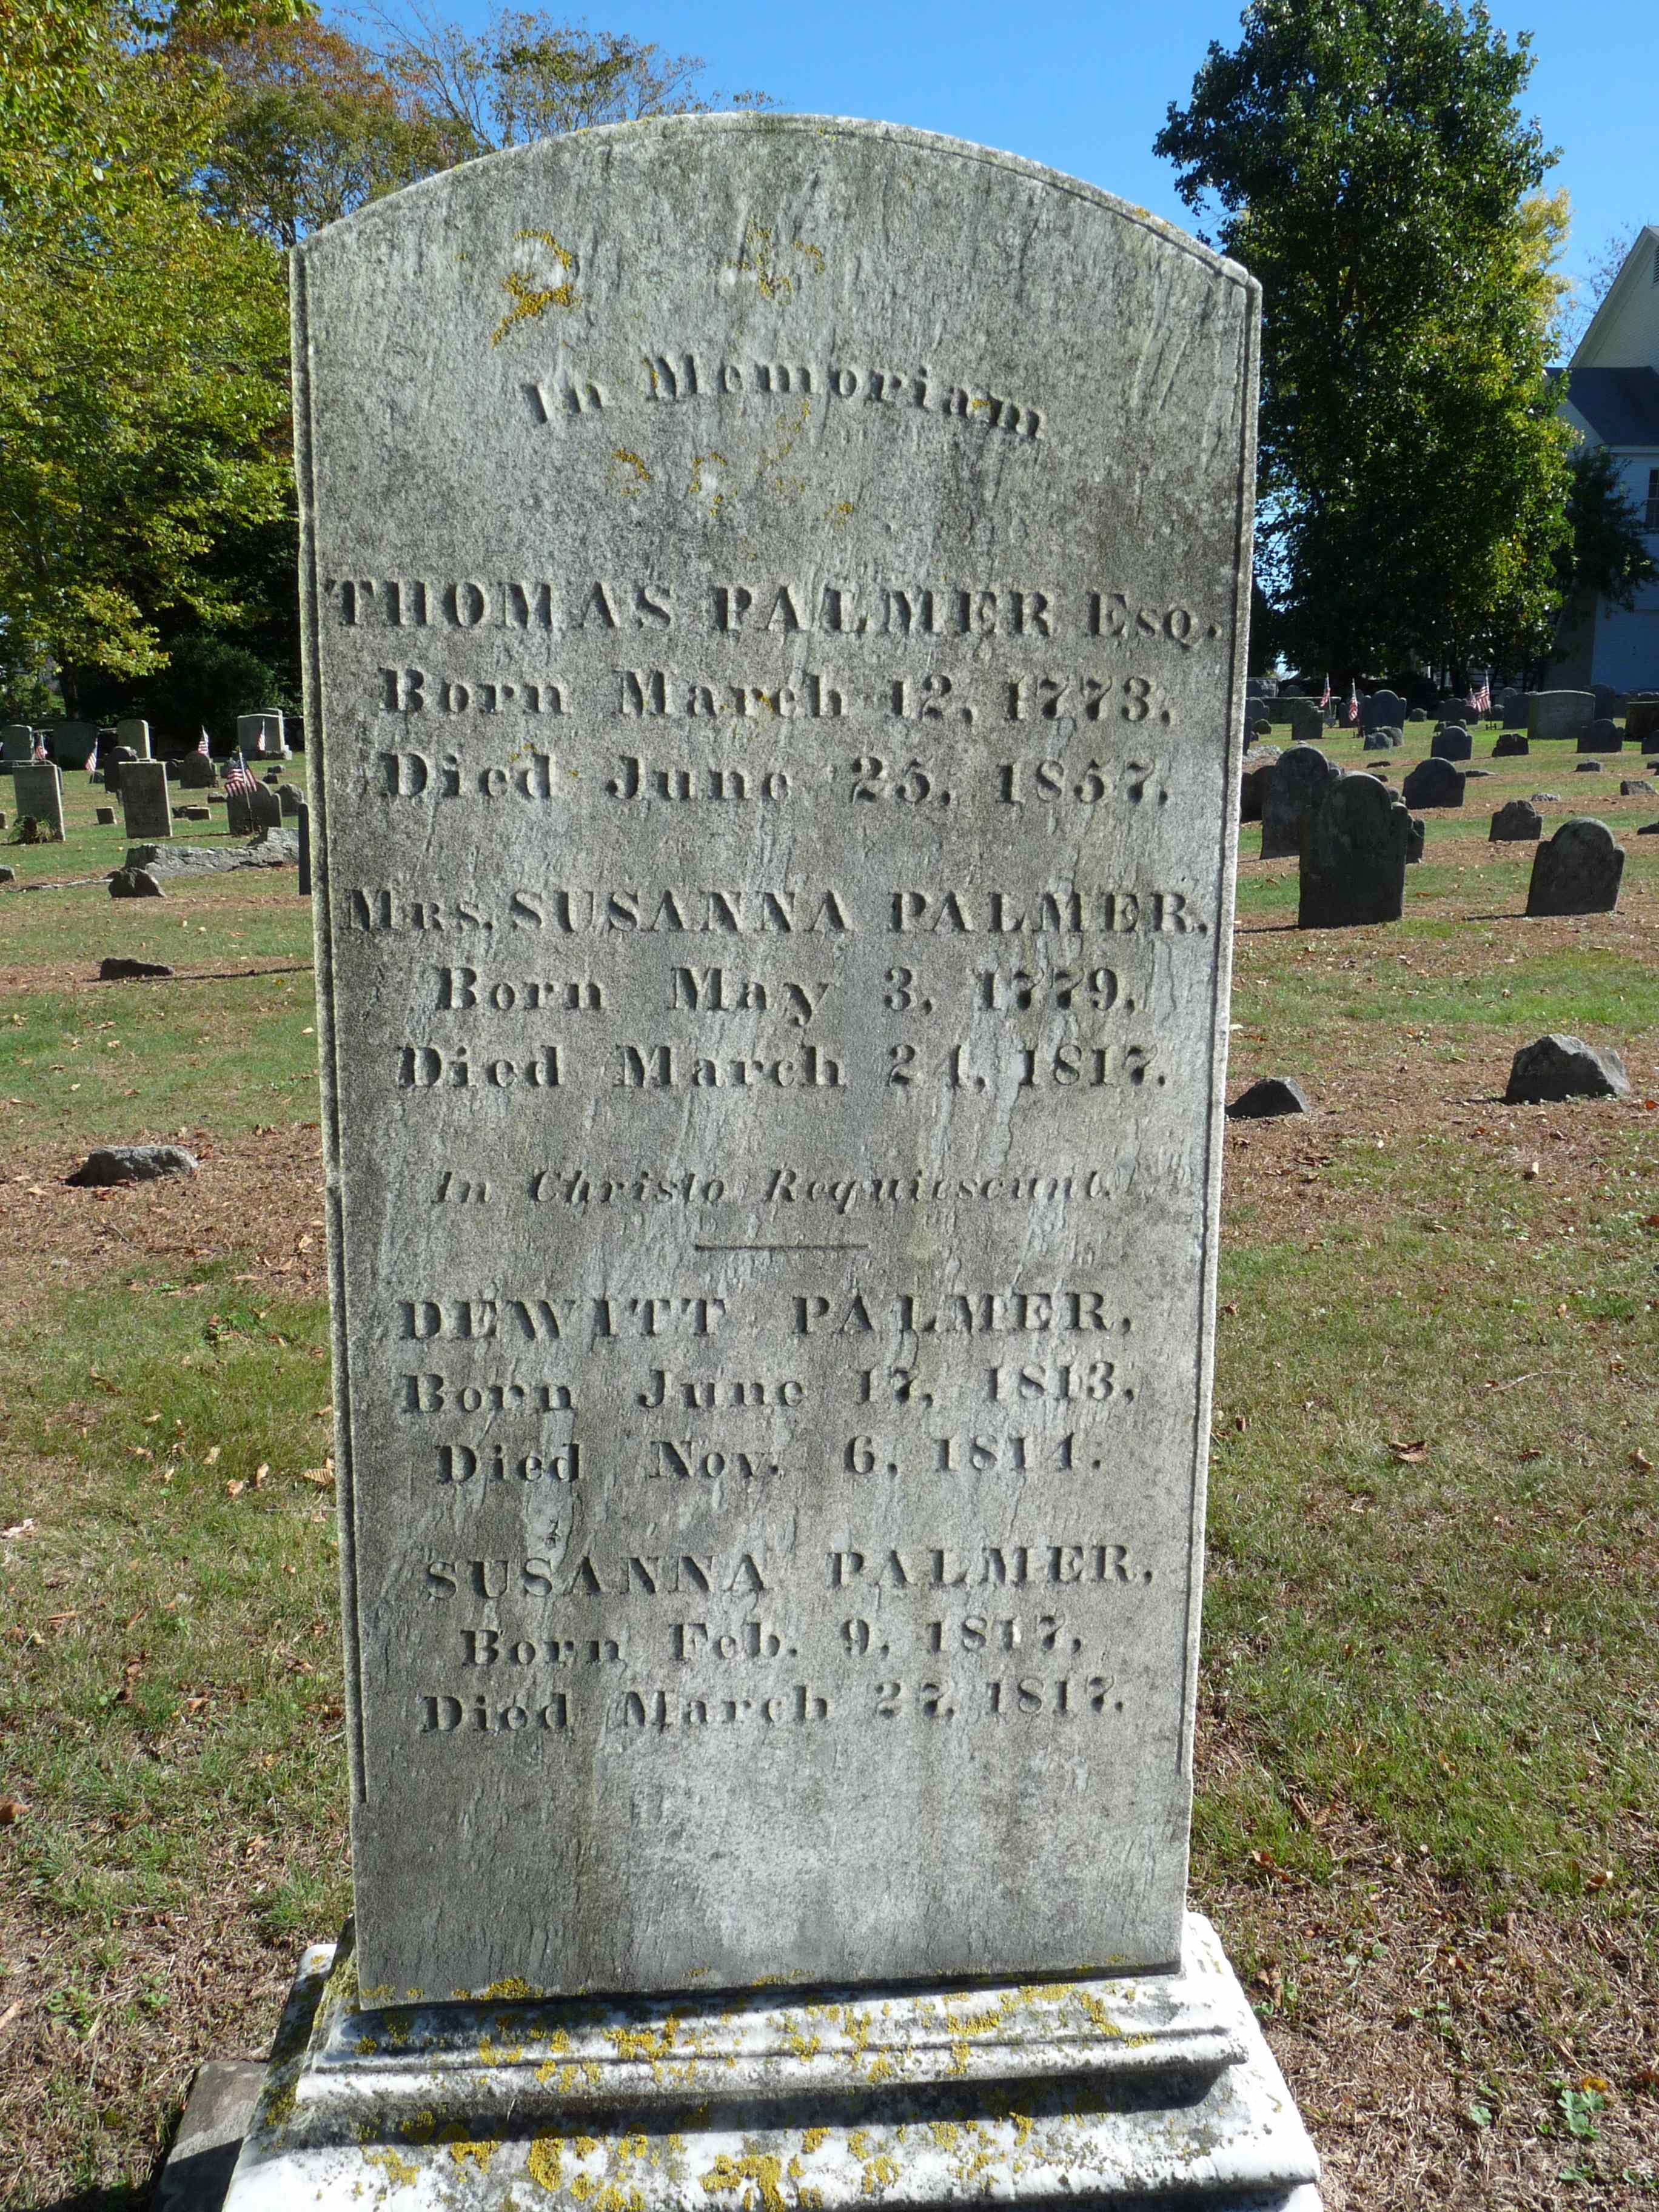 In Memoriam
THOMAS PALMER ESQ.
Born March 12, 1773,
Died June 25, 1857.
MRS. SUSANNA PALMER,
Born May 3, 1779,
Died March 24, 1817.
In Christo Requiescunt.
DEWITT PALMER,
Born June 17, 1813,
Died Nov. 6, 1814.
SUSANNA PALMER,
Born Feb. 9, 1817,
Died March 27, 1817.